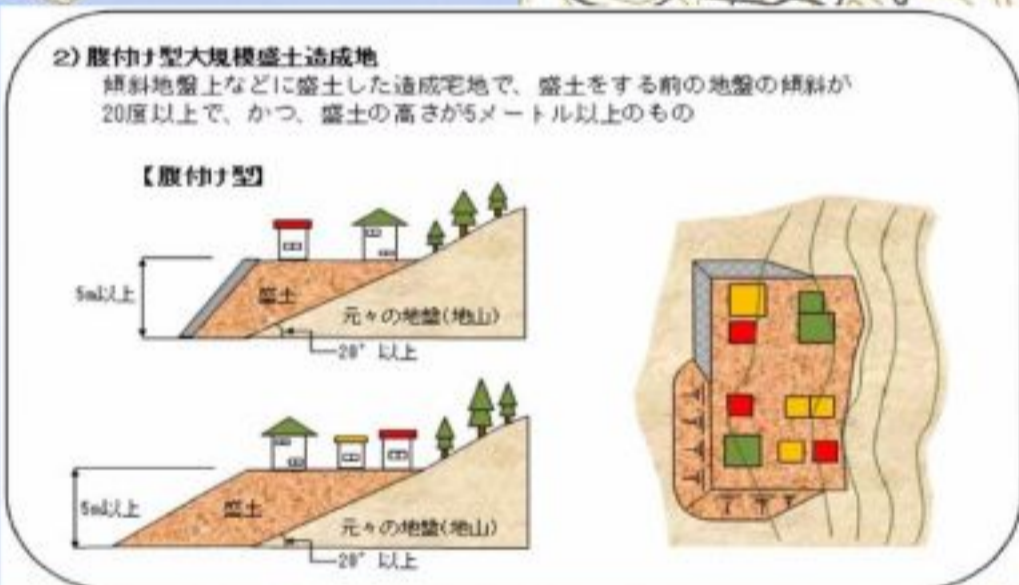 2) 腹付け型大規模盛土造成地
傾斜地盤上などに盛土した造成宅地で、盛土をする前の地盤の傾斜が
20度以上で、かつ、盛土の高さが5メートル以上のもの
【腹付け型】
5m以上
盛土
元々の地盤(地山)
20° 以上
5m以上
盛土
元々の地盤(地山)
20° 以上